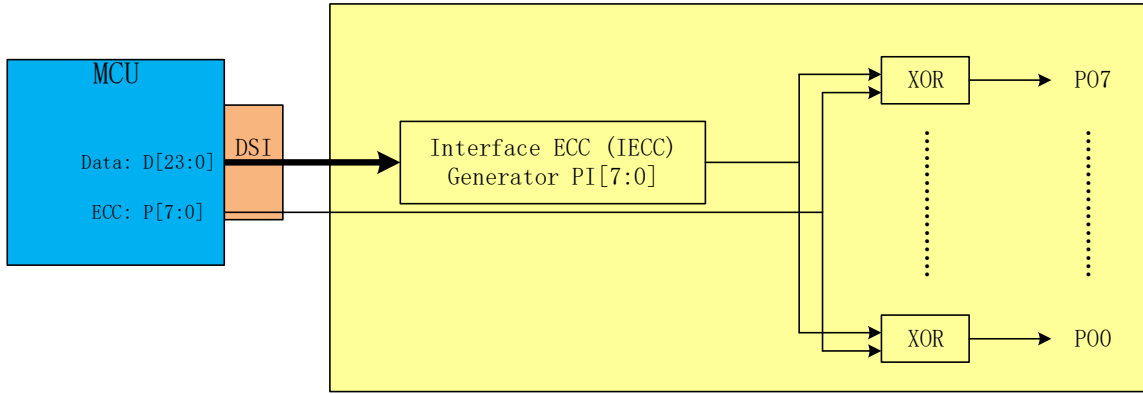 MCU
DSI
Data: D[23:0]
ECC: P[7:0]
Interface ECC (IECC)
Generator PI[7:0]
XOR
PO7
XOR
PO0